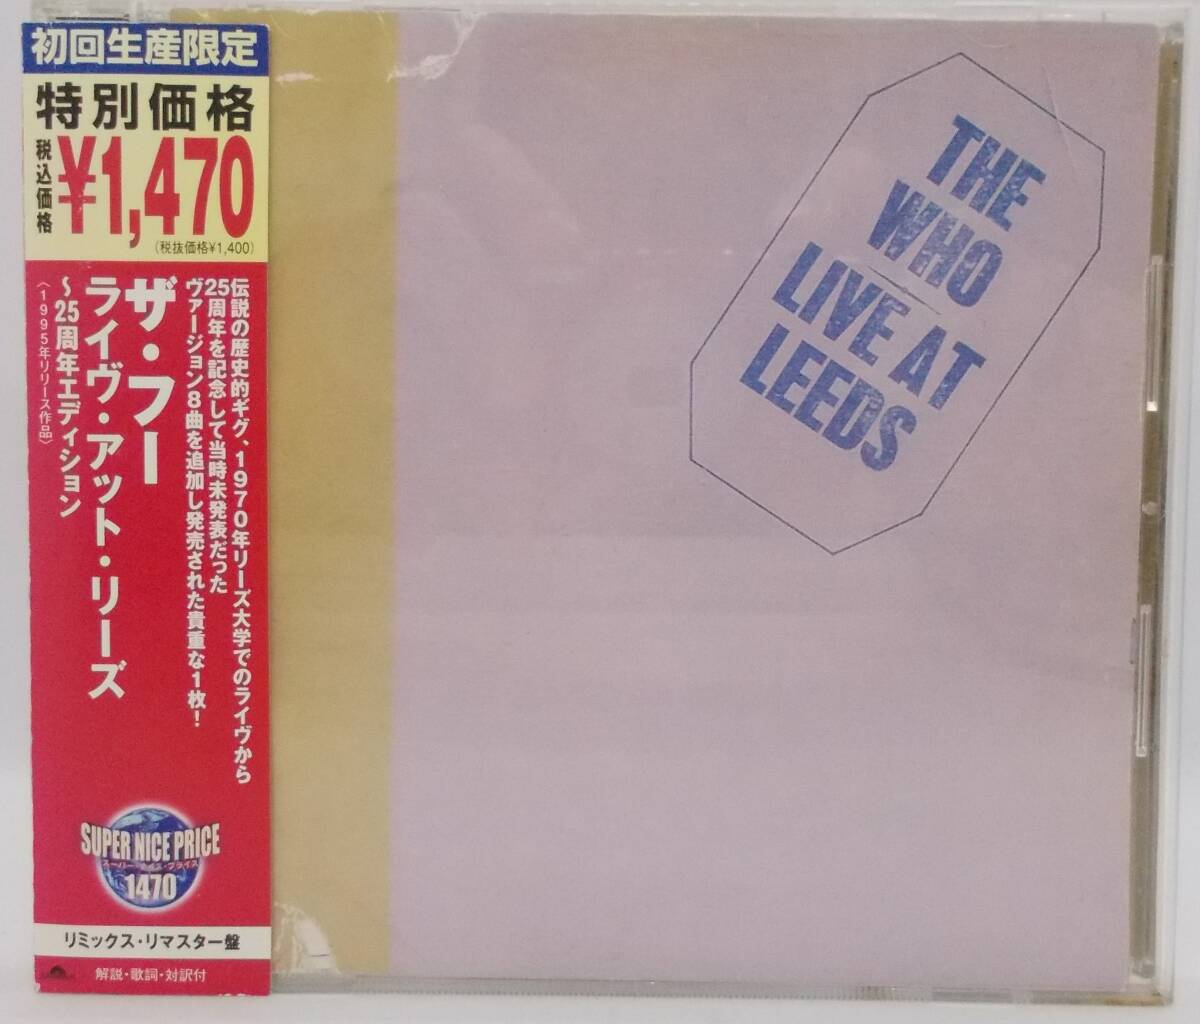 初回生産限定
特別価格
税込価格
¥1,470
(税抜価格¥1,400)
伝説の歴史的ギグ、1970年リーズ大学でのライヴから
25周年を記念して当時未発表だった
ヴァージョン8曲を追加し発売された貴重な1枚!
ザ・フー
ライヴ・アット・リーズ
~25周年エディション
〈1995年リリース作品〉
SUPER NICE PRICE
スーパー・ナイス・プライス
1470
リミックス・リマスター盤
解説・歌詞・対訳付
THE
WHO
LIVE AT
LEEDS